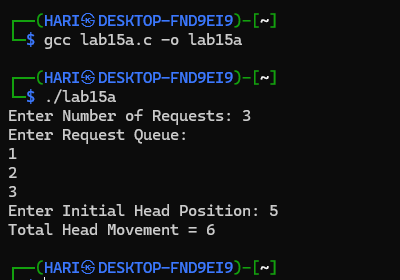 ┌──(HARI㉿DESKTOP-FND9EI9)-[~]
└─$ gcc lab15a.c -o lab15a
┌──(HARI㉿DESKTOP-FND9EI9)-[~]
└─$ ./lab15a
Enter Number of Requests: 3
Enter Request Queue:
1
2
3
Enter Initial Head Position: 5
Total Head Movement = 6
┌──(HARI㉿DESKTOP-FND9EI9)-[~]